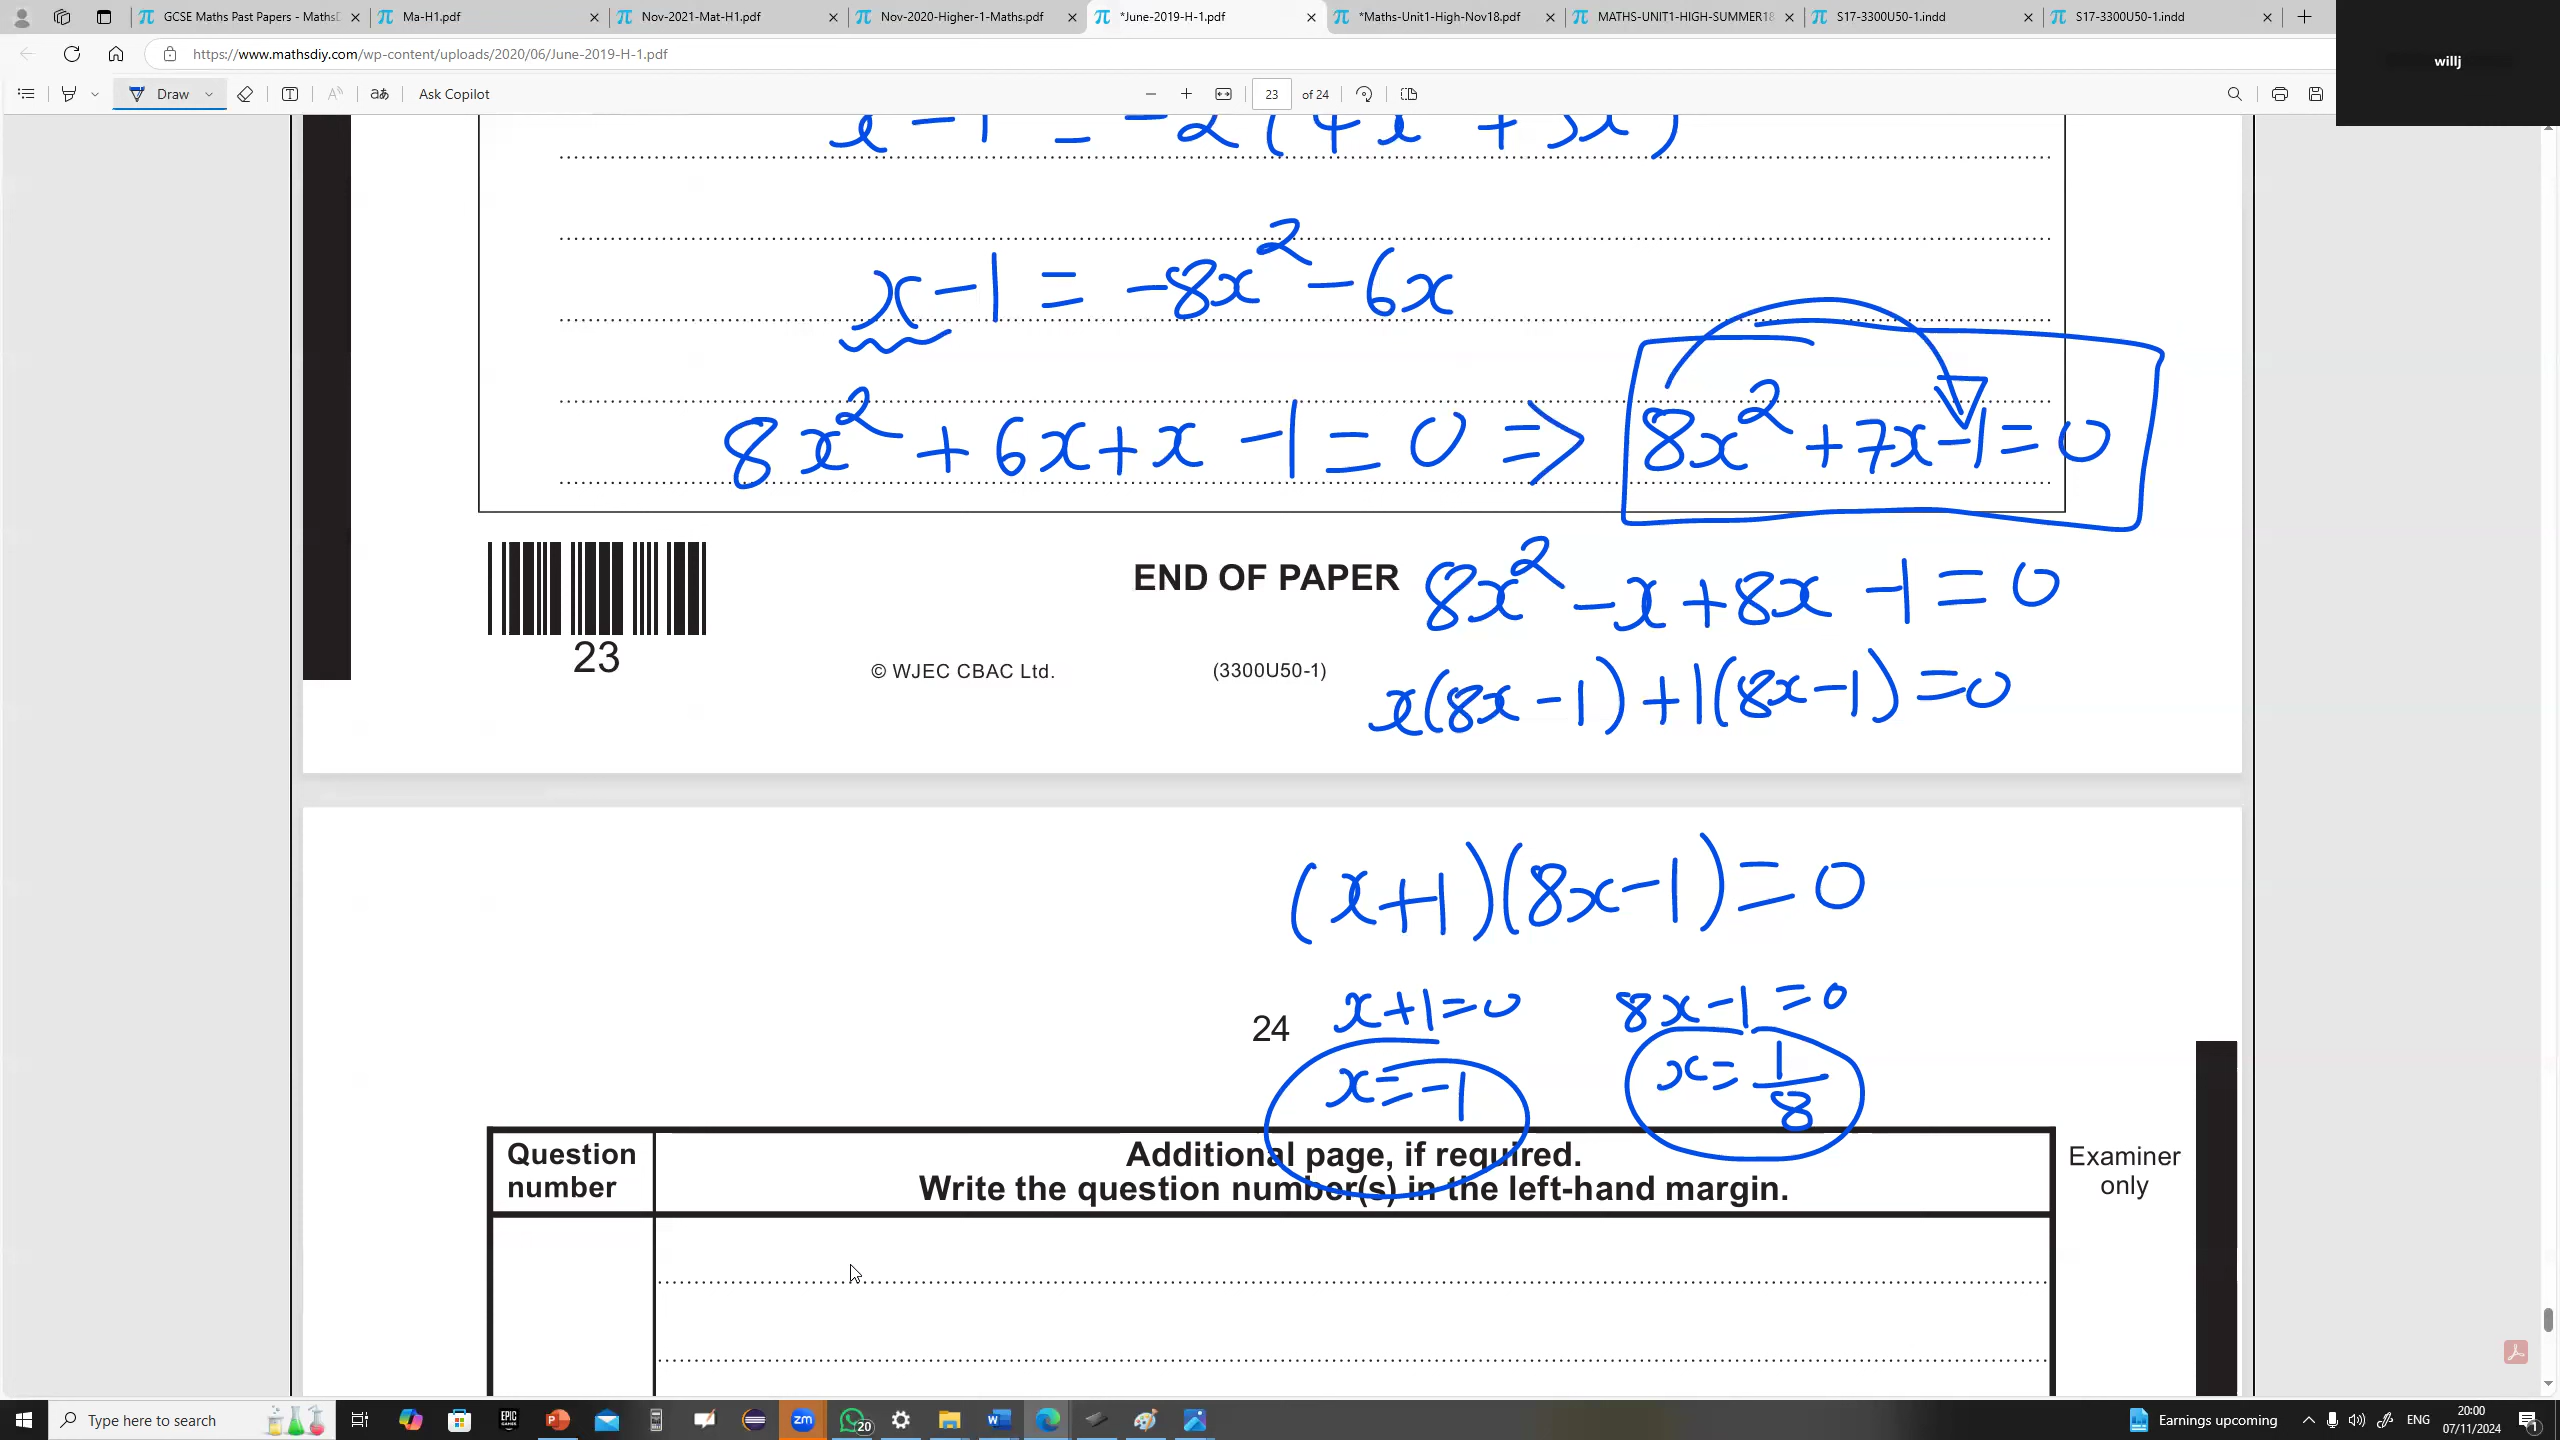 GCSE Maths Past Papers - MathsD
Ma-H1.pdf
Nov-2021-Mat-H1.pdf
Nov-2020-Higher-1-Maths.pdf
*June-2019-H-1.pdf
*Maths-Unit1-High-Nov18.pdf
MATHS-UNIT1-HIGH-SUMMER18
S17-3300U50-1.indd
S17-3300U50-1.indd
willj
https://www.mathsdiy.com/wp-content/uploads/2020/06/June-2019-H-1.pdf
Draw
Ask Copilot
23 of 24
x - 1 = -2(4x + 3x)
x - 1 = -8x² - 6x
8x² + 6x + x - 1 = 0 ⇒ 8x² + 7x - 1 = 0
END OF PAPER
8x² - x + 8x - 1 = 0
23
© WJEC CBAC Ltd.
(3300U50-1)
x(8x - 1) + 1(8x - 1) = 0
(x+1)(8x-1) = 0
24
x+1=0
8x-1=0
x=-1
x=1/8
Question number
Additional page, if required.
Write the question number(s) in the left-hand margin.
Examiner only
Type here to search
20
Earnings upcoming
ENG
20:00
07/11/2024
1